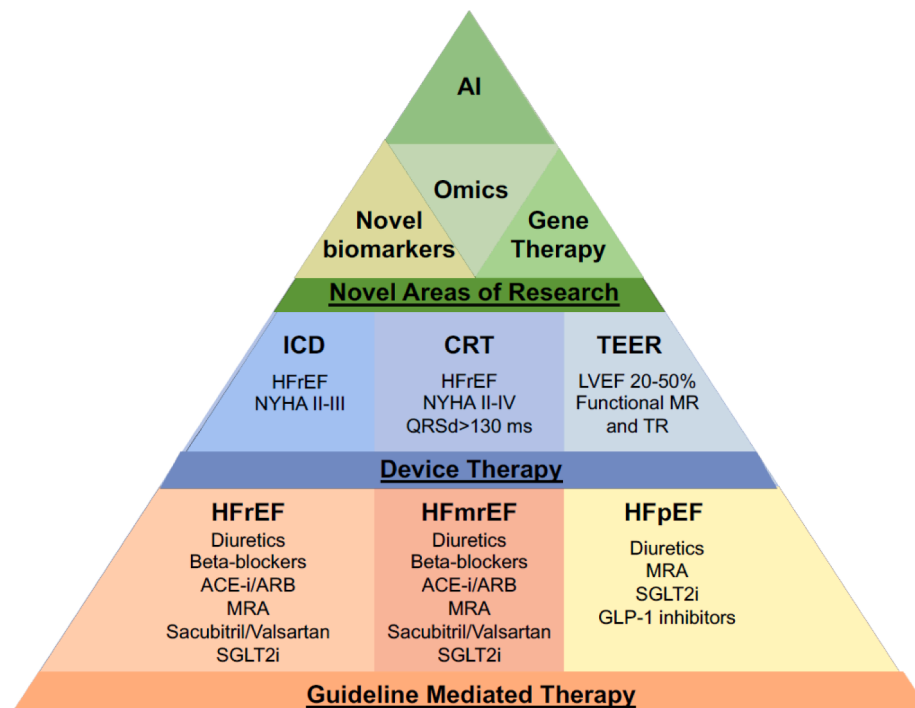 AI
Omics
Novel
biomarkers
Gene
Therapy
Novel Areas of Research
ICD
HFrEF
NYHA II-III
CRT
HFrEF
NYHA II-IV
QRSd>130 ms
TEER
LVEF 20-50%
Functional MR
and TR
Device Therapy
HFrEF
Diuretics
Beta-blockers
ACE-i/ARB
MRA
Sacubitril/Valsartan
SGLT2i
HFmrEF
Diuretics
Beta-blockers
ACE-i/ARB
MRA
Sacubitril/Valsartan
SGLT2i
HFpEF
Diuretics
MRA
SGLT2i
GLP-1 inhibitors
Guideline Mediated Therapy